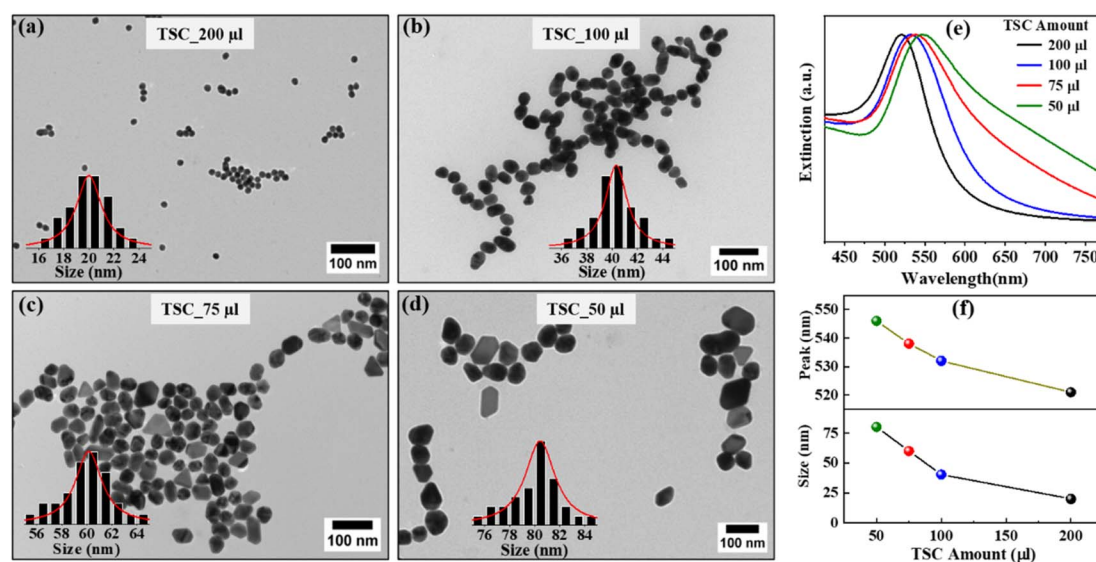 (a)
TSC_200 µl
16 18 20 22 24
Size (nm)
100 nm
(b)
TSC_100 µl
36 38 40 42 44
Size (nm)
100 nm
(c)
TSC_75 µl
56 58 60 62 64
Size (nm)
100 nm
(d)
TSC_50 µl
76 78 80 82 84
Size (nm)
100 nm
(e)
TSC Amount
200 µl
100 µl
75 µl
50 µl
Extinction (a.u.)
450 500 550 600 650 700 750
Wavelength(nm)
(f)
Peak (nm)
550
540
530
520
Size (nm)
75
50
25
50 100 150 200
TSC Amount (µl)